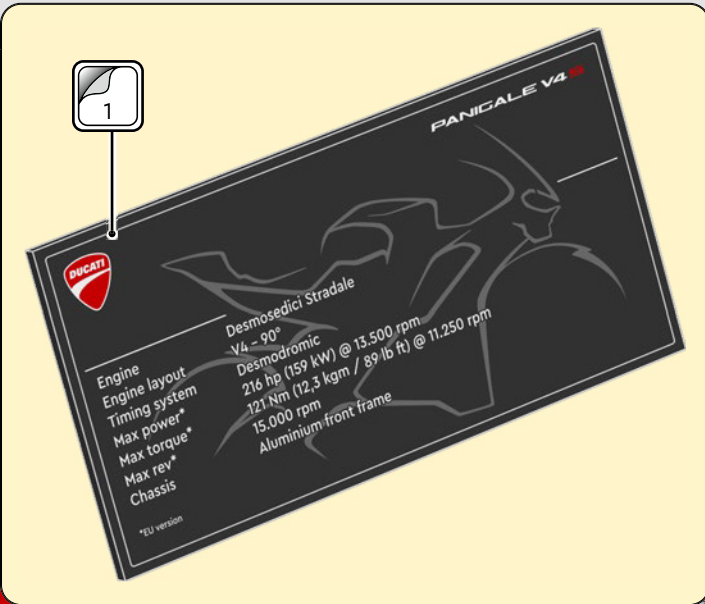 1
PANIGALE V4 S
DUCATI
Engine Desmosedici Stradale
Engine layout V4 - 90°
Timing system Desmodromic
Max power* 216 hp (159 kW) @ 13.500 rpm
Max torque* 121 Nm (12,3 kgm / 89 lb ft) @ 11.250 rpm
Max rev* 15.000 rpm
Chassis Aluminium front frame
*EU version